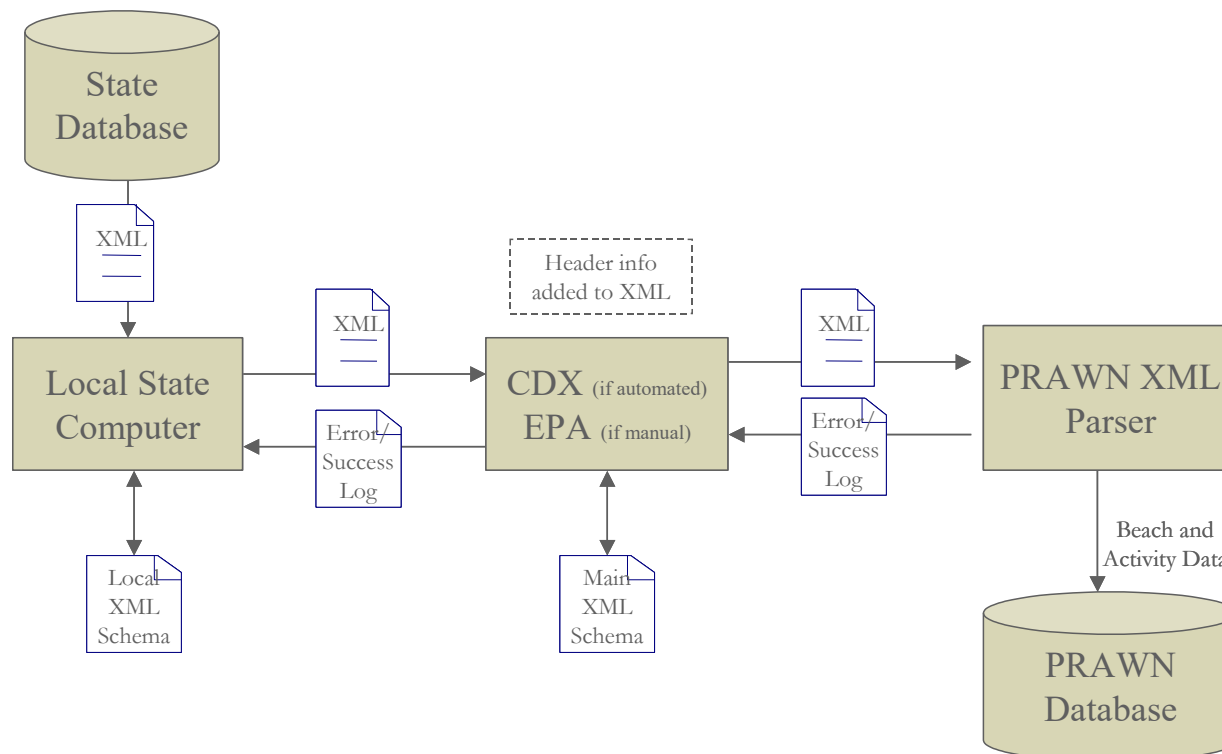 State
Database
XML
Header info
added to XML
XML
XML
Local State
Computer
CDX (if automated)
EPA (if manual)
PRAWN XML
Parser
Error/
Success
Log
Error/
Success
Log
Beach and
Activity Data
Local
XML
Schema
Main
XML
Schema
PRAWN
Database